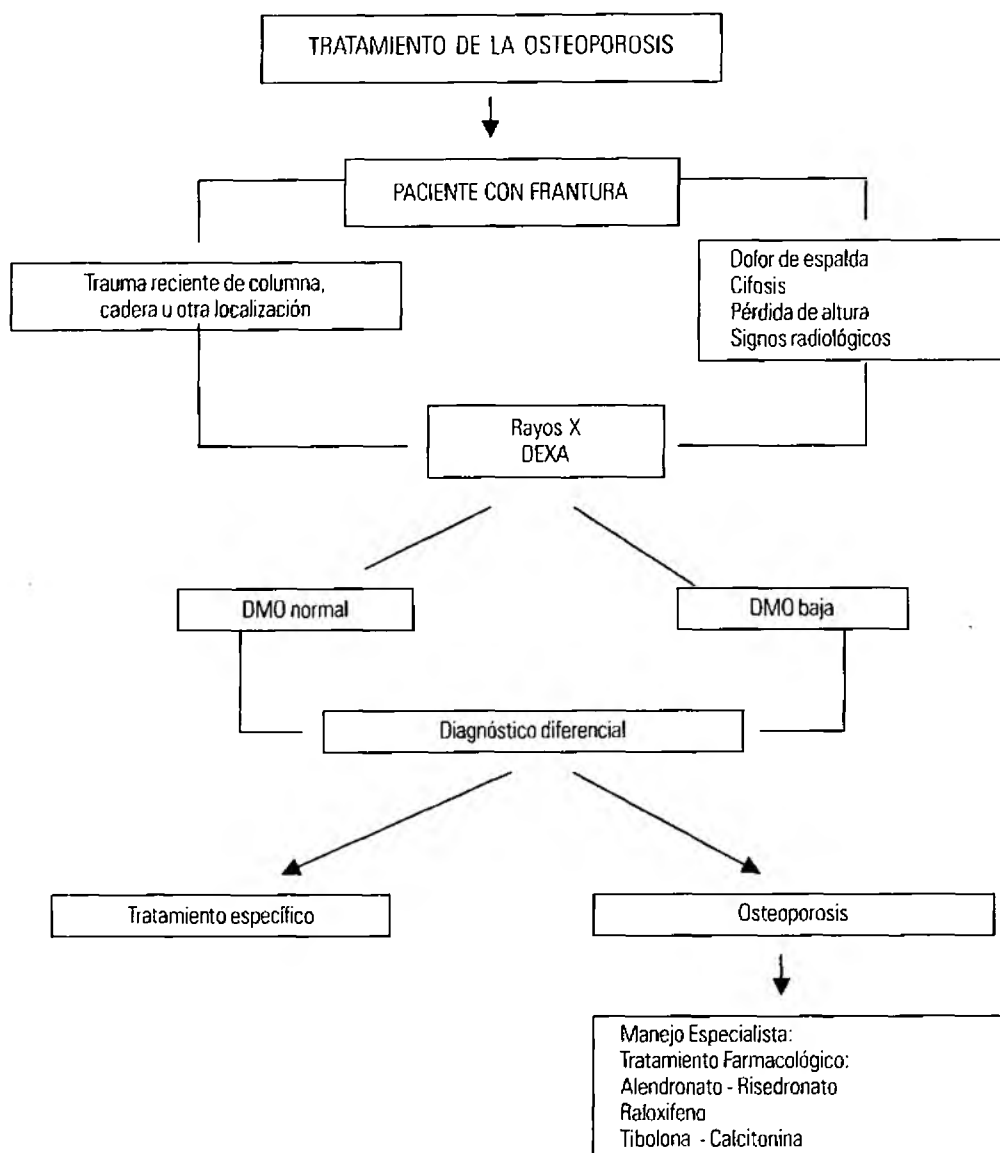 TRATAMIENTO DE LA OSTEOPOROSIS
PACIENTE CON FRANTURA
Trauma reciente de columna,
cadera u otra localización
Dofor de espalda
Cifosis
Pérdida de altura
Signos radiológicos
Rayos X
DEXA
DMO normal
DMO baja
Diagnóstico diferencial
Tratamiento específico
Osteoporosis
Manejo Especialista:
Tratamiento Farmacológico:
Alendronato - Risedronato
Raloxifeno
Tibolona - Calcitonina